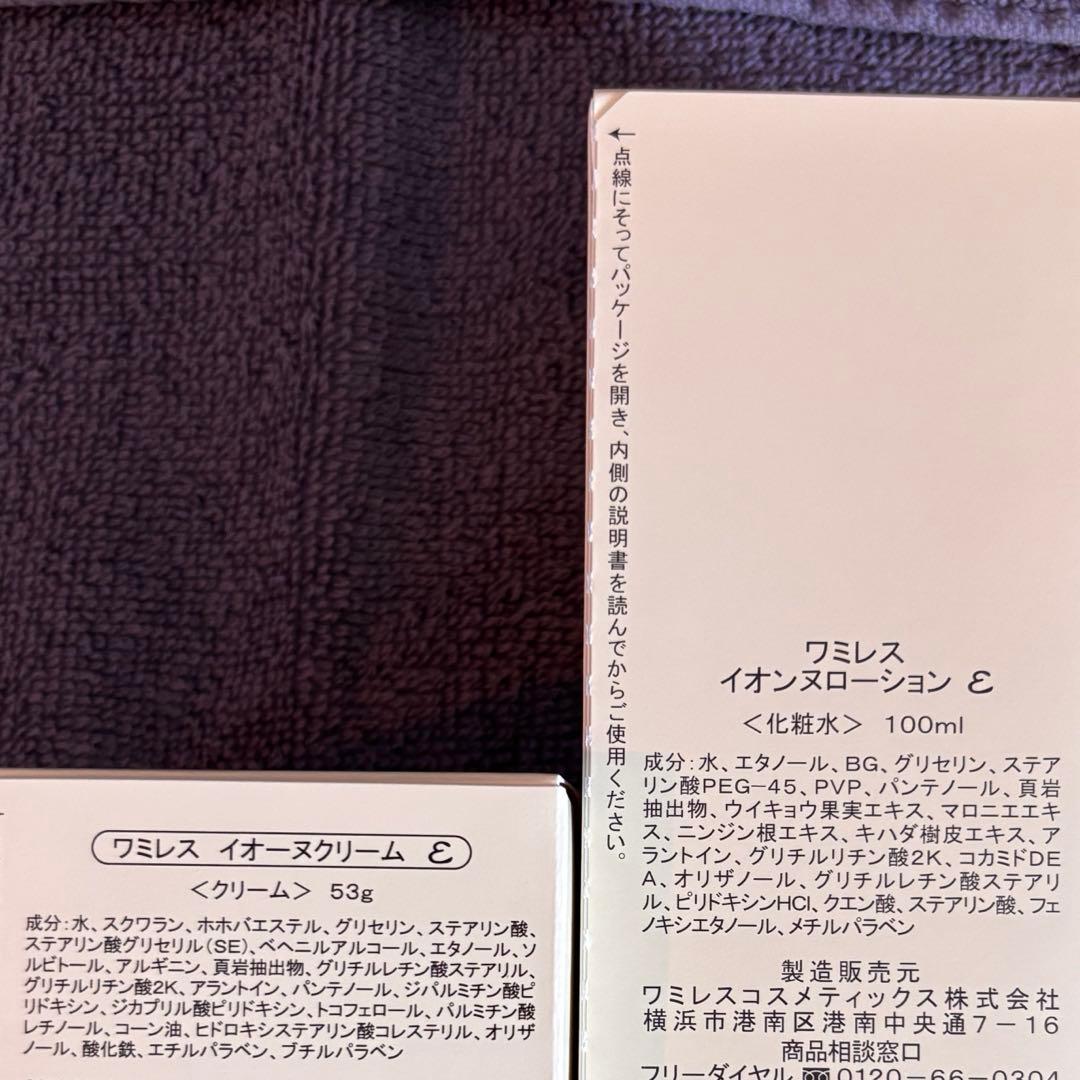 ←点線にそってパッケージを開き、内側の説明書を読んでからご使用ください。
ワミレス
イオンヌローション ε
＜化粧水＞ 100ml
成分：水、エタノール、BG、グリセリン、ステア
リン酸PEG-45、PVP、パンテノール、頁岩
抽出物、ウイキョウ果実エキス、マロニエエキ
ス、ニンジン根エキス、キハダ樹皮エキス、ア
ラントイン、グリチルリチン酸2K、コカミドDE
A、オリザノール、グリチルレチン酸ステアリ
ル、ピリドキシンHCl、クエン酸、ステアリン酸、フェ
ノキシエタノール、メチルパラベン
製造販売元
ワミレスコスメティックス株式会社
横浜市港南区港南中央通7-16
商品相談窓口
フリーダイヤル 0120-66-0304
ワミレス イオーヌクリーム ε
＜クリーム＞ 53g
成分：水、スクワラン、ホホバエステル、グリセリン、ステアリン酸、
ステアリン酸グリセリル（SE）、ベヘニルアルコール、エタノール、ソ
ルビトール、アルギニン、頁岩抽出物、グリチルレチン酸ステアリル、
グリチルリチン酸2K、アラントイン、パンテノール、ジパルミチン酸ピ
リドキシン、ジカプリル酸ピリドキシン、トコフェロール、パルミチン酸
レチノール、コーン油、ヒドロキシステアリン酸コレステリル、オリザ
ノール、酸化鉄、エチルパラベン、ブチルパラベン